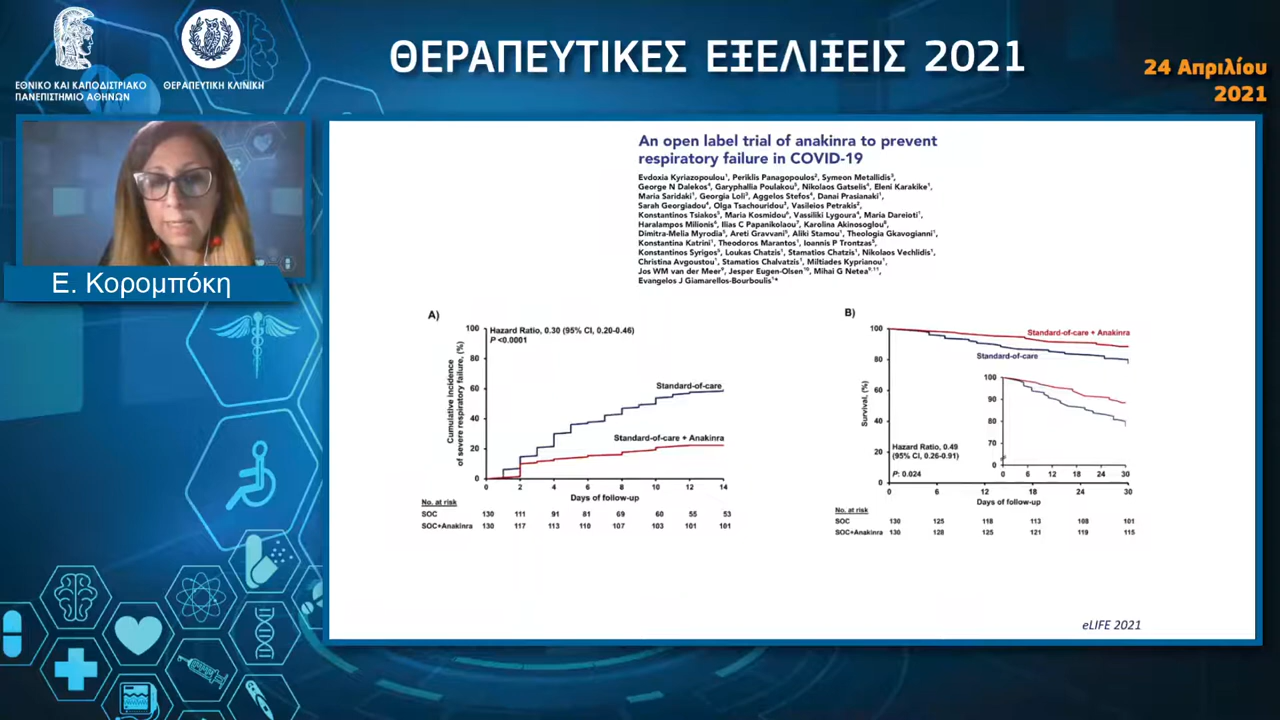 ΕΘΝΙΚΟ ΚΑΙ ΚΑΠΟΔΙΣΤΡΙΑΚΟ
ΠΑΝΕΠΙΣΤΗΜΙΟ ΑΘΗΝΩΝ
ΘΕΡΑΠΕΥΤΙΚΗ ΚΛΙΝΙΚΗ
ΘΕΡΑΠΕΥΤΙΚΕΣ ΕΞΕΛΙΞΕΙΣ 2021
24 Απριλίου
2021
Ε. Κορομπόκη
An open label trial of anakinra to prevent
respiratory failure in COVID-19
Evdoxia Kyriazopoulou¹, Periklis Panagopoulos², Symeon Metallidis³,
George N Dalekos⁴, Garyphallia Poulakou⁵, Nikolaos Gatselis⁴, Eleni Karakike¹,
Maria Saridaki¹, Georgia Loli³, Aggelos Stefos⁴, Danai Prasianaki¹,
Sarah Georgiadou⁴, Olga Tsachouridou³, Vasileios Petrakis²,
Konstantinos Tsiakos⁵, Maria Kosmidou⁶, Vassiliki Lygoura⁴, Maria Dareioti¹,
Haralampos Milionis⁶, Ilias C Papanikolaou⁷, Karolina Akinosoglou⁸,
Dimitra-Melia Myrodia⁵, Areti Gravvani⁵, Aliki Stamou¹, Theologia Gkavogianni¹,
Konstantina Katrini¹, Theodoros Marantos¹, Ioannis P Trontzas⁵,
Konstantinos Syrigos⁵, Loukas Chatzis¹, Stamatios Chatzis¹, Nikolaos Vechlidis¹,
Christina Avgoustou¹, Stamatios Chalvatzis¹, Miltiades Kyprianou¹,
Jos WM van der Meer⁹, Jesper Eugen-Olsen¹⁰, Mihai G Netea⁹,¹¹,
Evangelos J Giamarellos-Bourboulis¹*
A)
Hazard Ratio, 0.30 (95% CI, 0.20-0.46)
P <0.0001
Cumulative incidence
of severe respiratory failure, (%)
100
80
60
40
20
0
Standard-of-care
Standard-of-care + Anakinra
0 2 4 6 8 10 12 14
Days of follow-up
No. at risk
SOC 130 111 91 81 69 60 55 53
SOC+Anakinra 130 117 113 110 107 103 101 101
B)
Survival, (%)
100
80
60
40
20
0
Standard-of-care + Anakinra
Standard-of-care
100
90
80
70
0
0 6 12 18 24 30
Hazard Ratio, 0.49
(95% CI, 0.26-0.91)
P: 0.024
0 6 12 18 24 30
Days of follow-up
No. at risk
SOC 130 125 118 113 108 101
SOC+Anakinra 130 128 125 121 119 115
eLIFE 2021